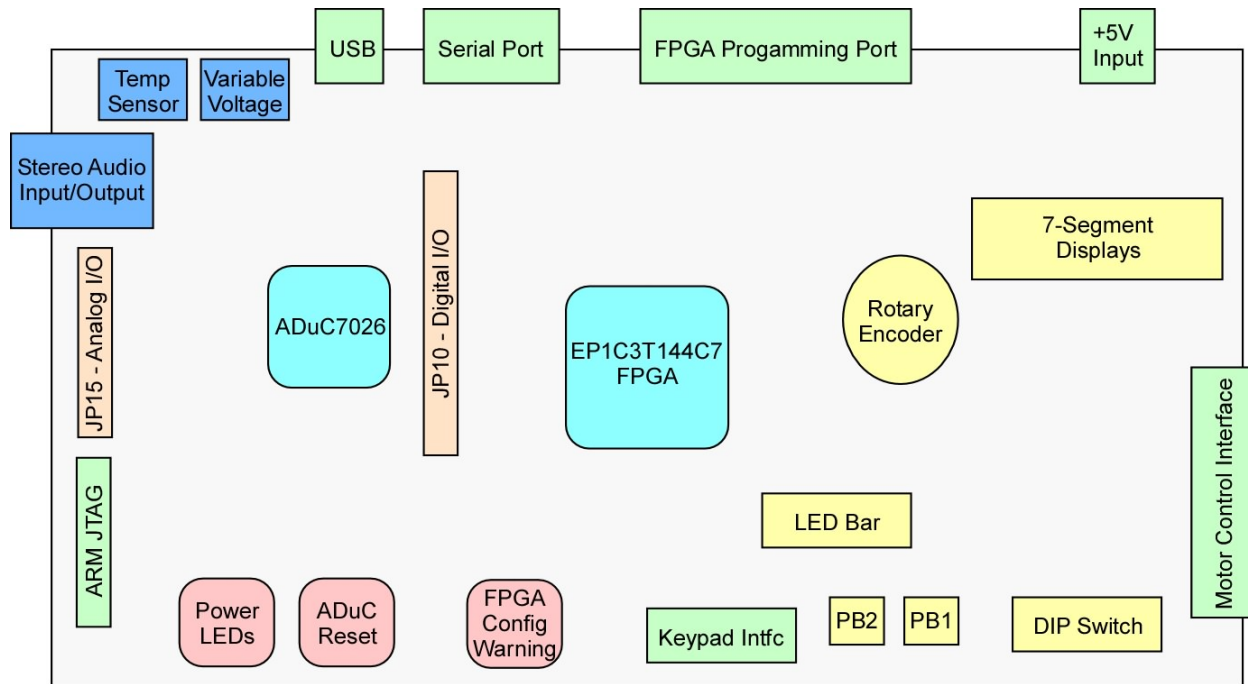 USB
Serial Port
FPGA Progamming Port
+5V
Input
Temp
Sensor
Variable
Voltage
Stereo Audio
Input/Output
7-Segment
Displays
JP15 - Analog I/O
ADuC7026
JP10 - Digital I/O
EP1C3T144C7
FPGA
Rotary
Encoder
Motor Control Interface
ARM JTAG
LED Bar
Power
LEDs
ADuC
Reset
FPGA
Config
Warning
Keypad Intfc
PB2
PB1
DIP Switch